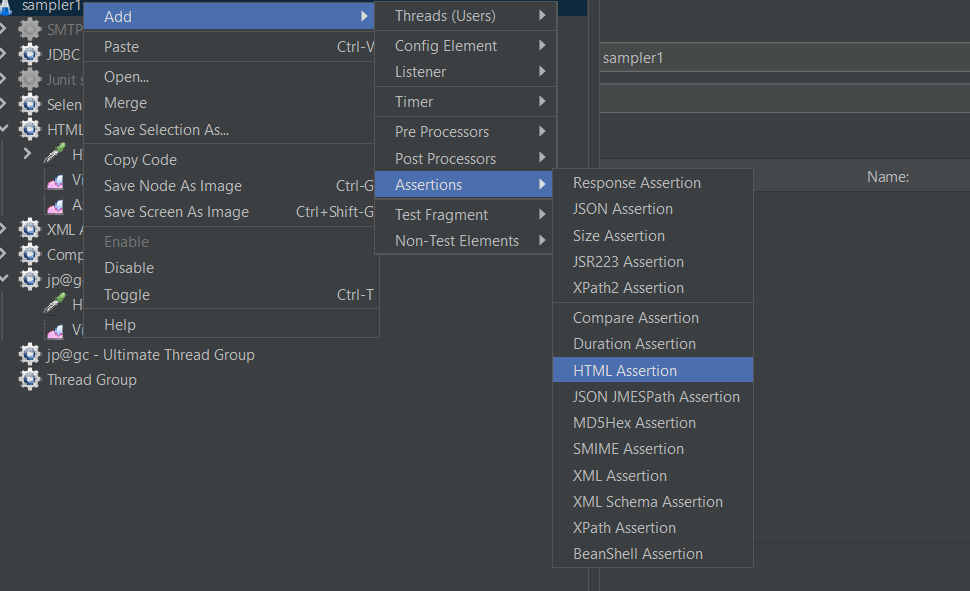 sampler1
SMTP
JDBC
Junit s
Selen
HTML
H
Vi
A
XML A
Comp
jp@gc
H
Vi
jp@gc - Ultimate Thread Group
Thread Group
Add
Paste Ctrl-V
Open...
Merge
Save Selection As...
Copy Code
Save Node As Image Ctrl-G
Save Screen As Image Ctrl+Shift-G
Enable
Disable
Toggle Ctrl-T
Help
Threads (Users)
Config Element
Listener
Timer
Pre Processors
Post Processors
Assertions
Test Fragment
Non-Test Elements
Response Assertion
JSON Assertion
Size Assertion
JSR223 Assertion
XPath2 Assertion
Compare Assertion
Duration Assertion
HTML Assertion
JSON JMESPath Assertion
MD5Hex Assertion
SMIME Assertion
XML Assertion
XML Schema Assertion
XPath Assertion
BeanShell Assertion
sampler1
Name: